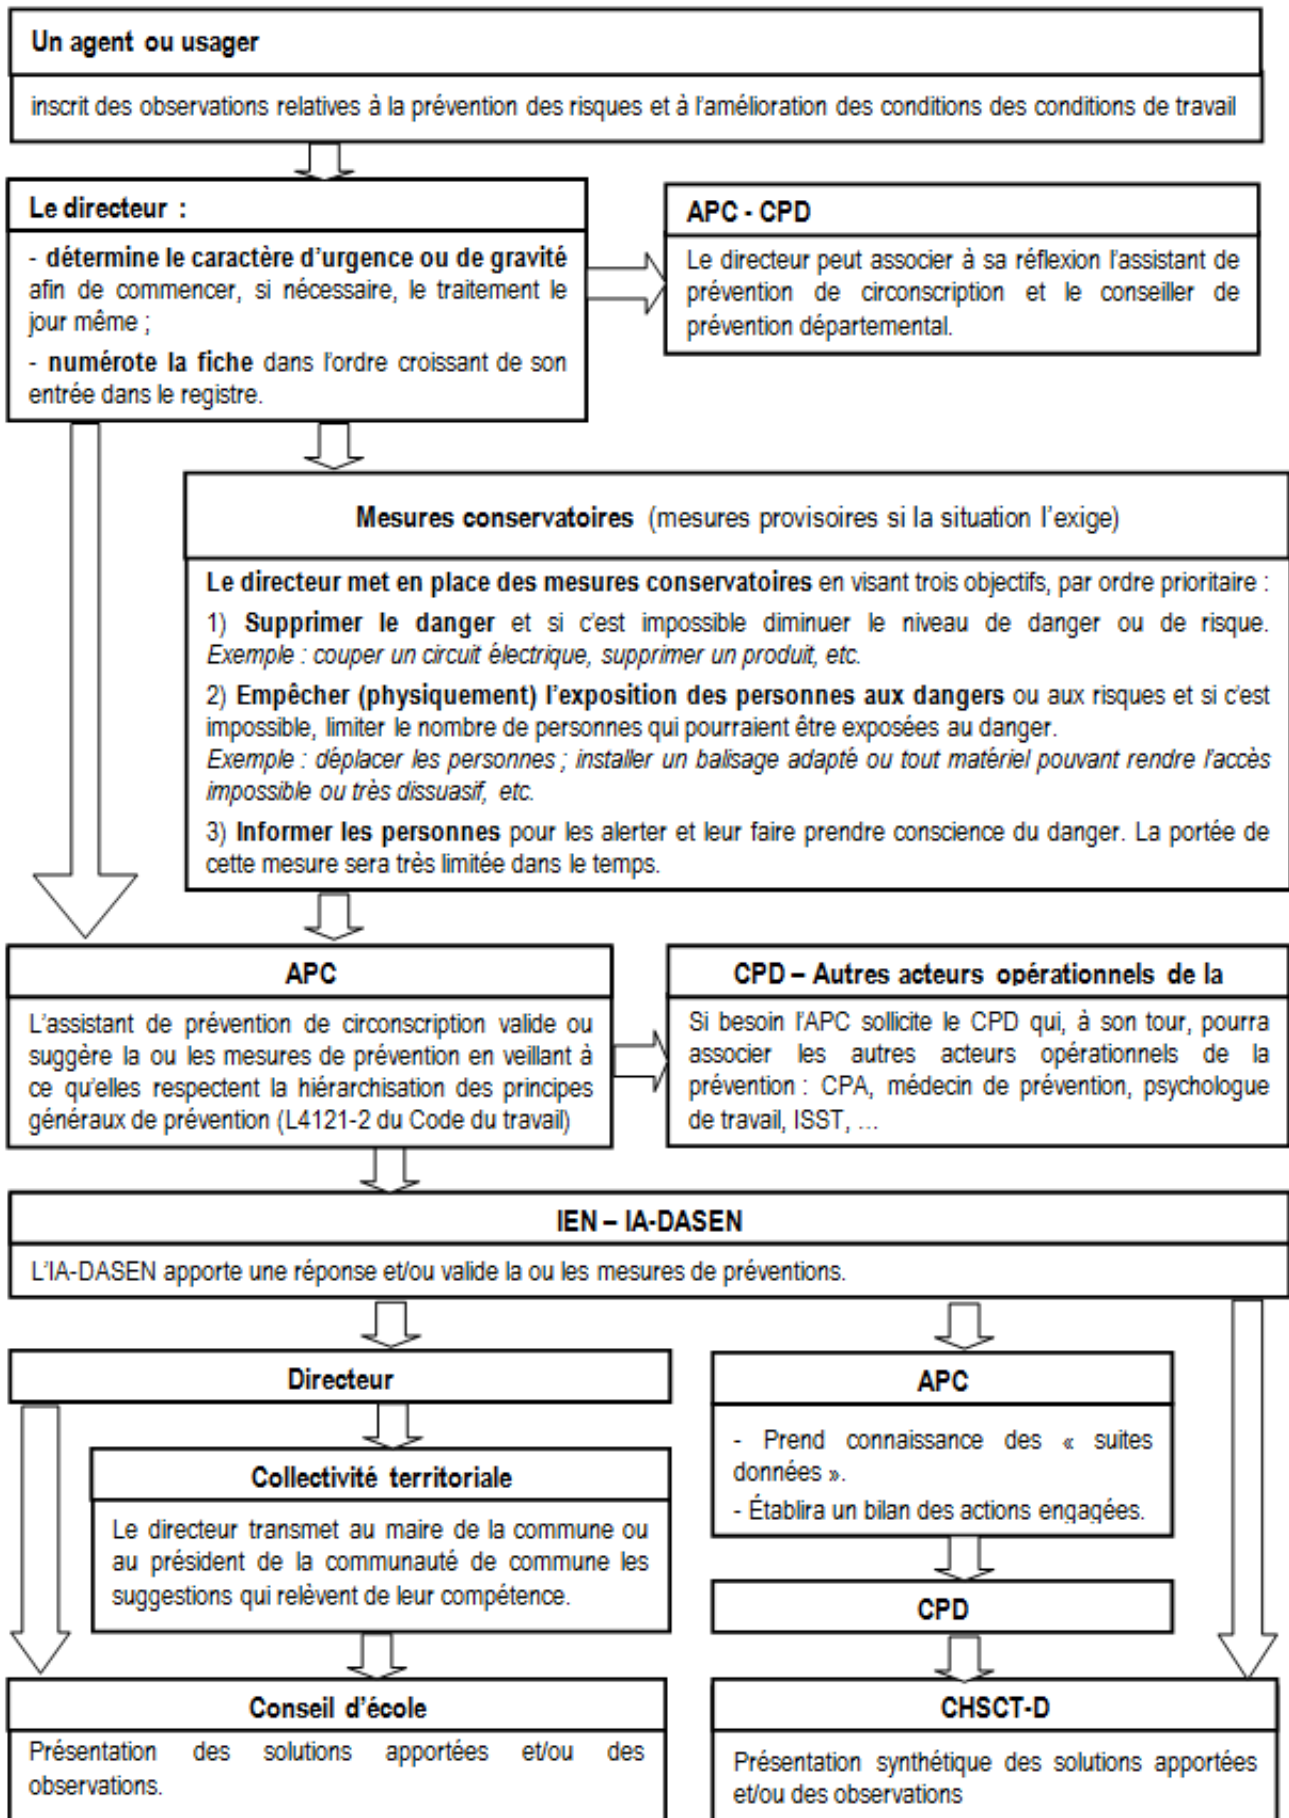 Un agent ou usager
inscrit des observations relatives à la prévention des risques et à l'amélioration des conditions des conditions de travail
Le directeur :
- détermine le caractère d'urgence ou de gravité
afin de commencer, si nécessaire, le traitement le
jour même ;
- numérote la fiche dans l'ordre croissant de son
entrée dans le registre.
APC - CPD
Le directeur peut associer à sa réflexion l'assistant de
prévention de circonscription et le conseiller de
prévention départemental.
Mesures conservatoires (mesures provisoires si la situation l'exige)
Le directeur met en place des mesures conservatoires en visant trois objectifs, par ordre prioritaire :
1) Supprimer le danger et si c'est impossible diminuer le niveau de danger ou de risque.
Exemple : couper un circuit électrique, supprimer un produit, etc.
2) Empêcher (physiquement) l'exposition des personnes aux dangers ou aux risques et si c'est
impossible, limiter le nombre de personnes qui pourraient être exposées au danger.
Exemple : déplacer les personnes ; installer un balisage adapté ou tout matériel pouvant rendre l'accès
impossible ou très dissuasif, etc.
3) Informer les personnes pour les alerter et leur faire prendre conscience du danger. La portée de
cette mesure sera très limitée dans le temps.
APC
L'assistant de prévention de circonscription valide ou
suggère la ou les mesures de prévention en veillant à
ce qu'elles respectent la hiérarchisation des principes
généraux de prévention (L4121-2 du Code du travail)
CPD – Autres acteurs opérationnels de la
Si besoin l'APC sollicite le CPD qui, à son tour, pourra
associer les autres acteurs opérationnels de la
prévention : CPA, médecin de prévention, psychologue
de travail, ISST, …
IEN – IA-DASEN
L'IA-DASEN apporte une réponse et/ou valide la ou les mesures de préventions.
Directeur
Collectivité territoriale
Le directeur transmet au maire de la commune ou
au président de la communauté de commune les
suggestions qui relèvent de leur compétence.
Conseil d'école
Présentation des solutions apportées et/ou des
observations.
APC
- Prend connaissance des « suites
données ».
- Établira un bilan des actions engagées.
CPD
CHSCT-D
Présentation synthétique des solutions apportées
et/ou des observations